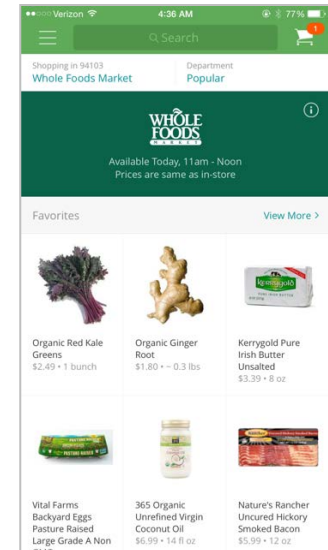 Verizon 4:36 AM 77%
Search 1
Shopping in 94103
Whole Foods Market
Department
Popular
WHOLE
FOODS
MARKET
Available Today, 11am - Noon
Prices are same as in-store
Favorites View More >
Organic Red Kale
Greens
$2.49 • 1 bunch
Organic Ginger
Root
$1.80 • ~ 0.3 lbs
Kerrygold
Kerrygold Pure
Irish Butter
Unsalted
$3.39 • 8 oz
Vital Farms
Backyard Eggs
Pasture Raised
Large Grade A Non
365 Organic
Unrefined Virgin
Coconut Oil
$6.99 • 14 fl oz
Nature's Rancher
Uncured Hickory
Smoked Bacon
$5.99 • 12 oz